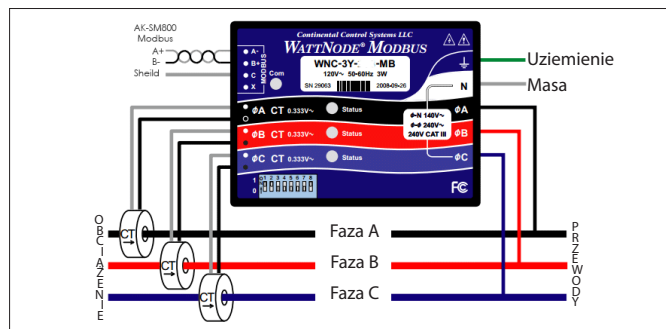 AK-SM800
Modbus
A+
B-
Sheild
Continental Control Systems LLC
WATTNODE® MODBUS
WNC-3Y- -MB
120V~ 50-60Hz 3W
SN 29063
2008-09-26
A-
B+
C
X
MODBUS
Com
Uziemienie
Masa
N
ϕA CT 0.333V~
Status
ϕA
ϕB CT 0.333V~
Status
ϕB
ϕC CT 0.333V~
Status
ϕC
ϕ-N 140V~
ϕ-ϕ 240V~
240V CAT III
1
0
1 2 3 4 5 6 7 8
FC
CT
CT
CT
Faza A
Faza B
Faza C
OBCIAZENIE
PRZEWODY